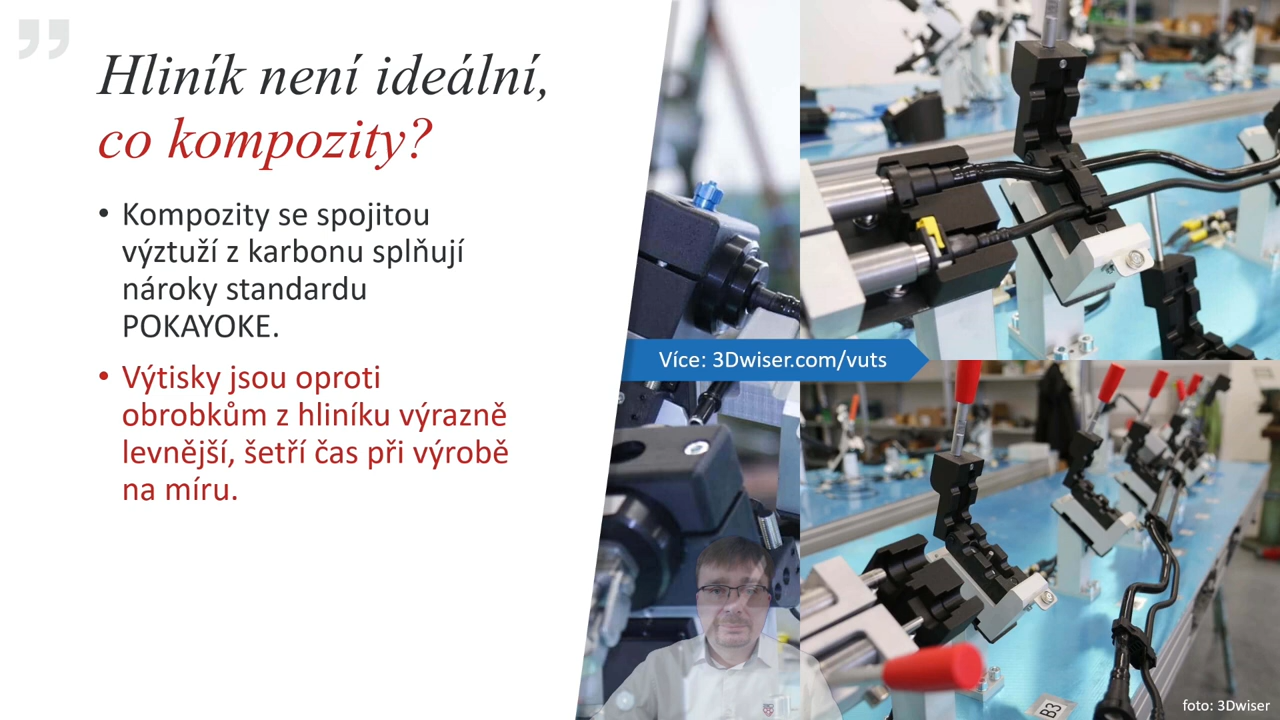 Hliník není ideální,
co kompozity?
• Kompozity se spojitou
výztuží z karbonu splňují
nároky standardu
POKAYOKE.
• Výtisky jsou oproti
obrobkům z hliníku výrazně
levnější, šetří čas při výrobě
na míru.
Více: 3Dwiser.com/vuts
B3
foto: 3Dwiser